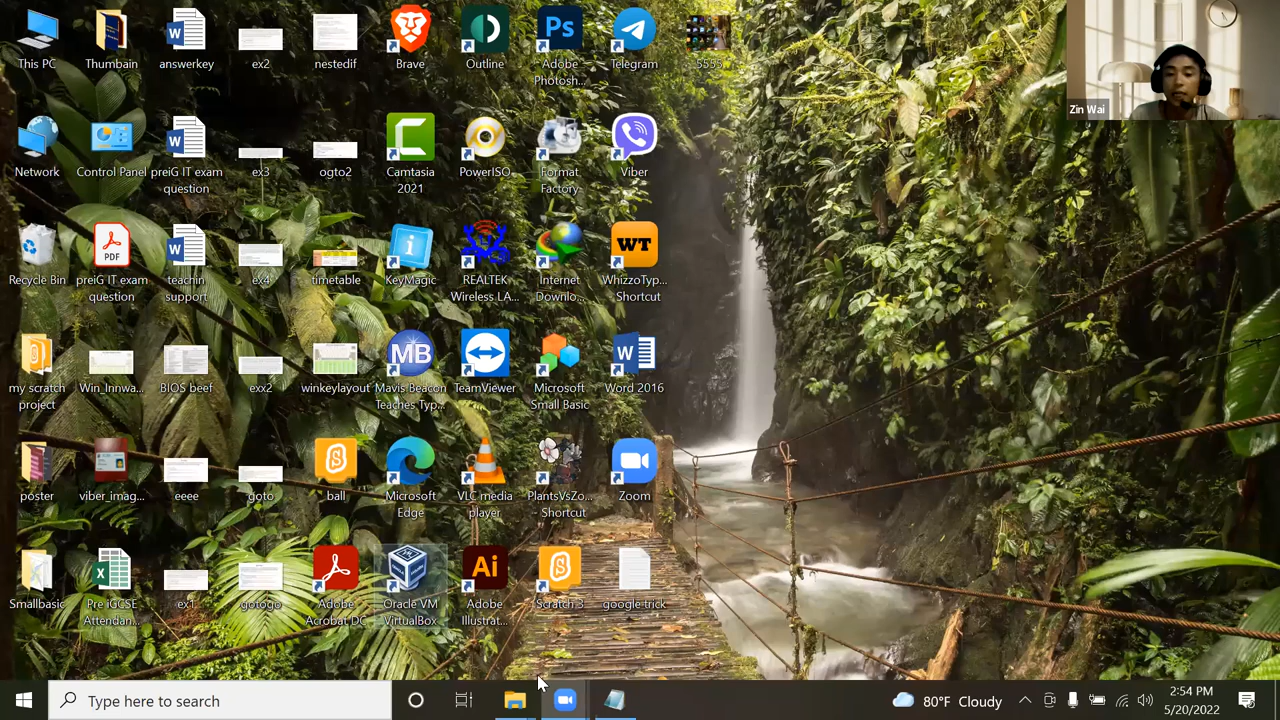 This PC
Thumbain
answerkey
ex2
nestedif
Brave
Outline
Ps
Adobe
Photosh...
Telegram
5555
Zin Wai
Network
Control Panel
preiG IT exam
question
ex3
ogto2
Camtasia
2021
PowerISO
Format
Factory
Viber
Recycle Bin
PDF
preiG IT exam
question
teachin
support
ex4
timetable
KeyMagic
REALTEK
Wireless LA...
Internet
Downlo...
WT
WhizzoTyp...
Shortcut
my scratch
project
Win_Innwa...
BIOS beef
exx2
winkeylayout
MB
Mavis Beacon
Teaches Typ...
TeamViewer
Microsoft
Small Basic
Word 2016
poster
viber_imag...
eeee
goto
ball
Microsoft
Edge
VLC media
player
PlantsVsZo...
- Shortcut
Zoom
Smallbasic
Pre iGCSE
Attendan...
ex1
gotogo
Adobe
Acrobat DC
Oracle VM
VirtualBox
Ai
Adobe
Illustrat...
Scratch 3
google trick
Type here to search
80°F Cloudy
2:54 PM
5/20/2022